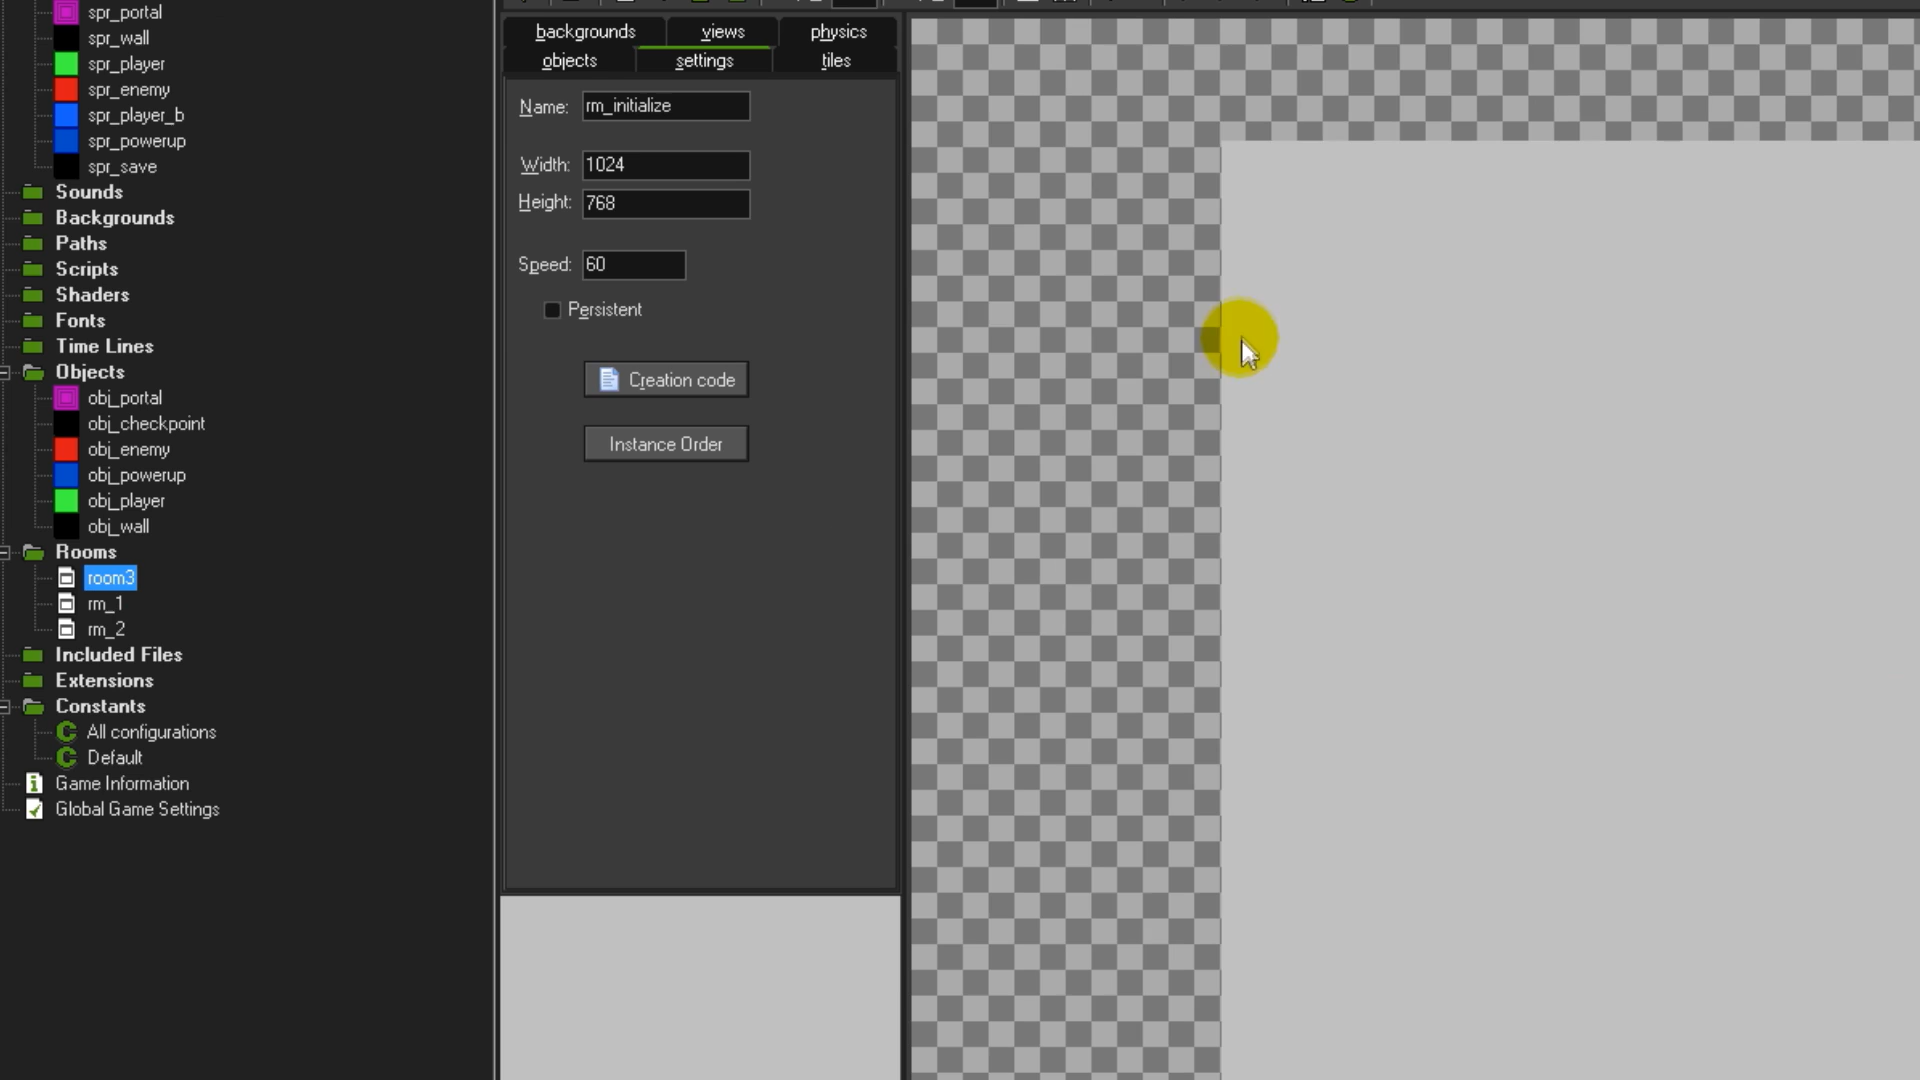 spr_portal
spr_wall
spr_player
spr_enemy
spr_player_b
spr_powerup
spr_save
Sounds
Backgrounds
Paths
Scripts
Shaders
Fonts
Time Lines
Objects
obj_portal
obj_checkpoint
obj_enemy
obj_powerup
obj_player
obj_wall
Rooms
room3
rm_1
rm_2
Included Files
Extensions
Constants
All configurations
Default
Game Information
Global Game Settings
backgrounds views physics
objects settings tiles
Name: rm_initialize
Width: 1024
Height: 768
Speed: 60
Persistent
Creation code
Instance Order